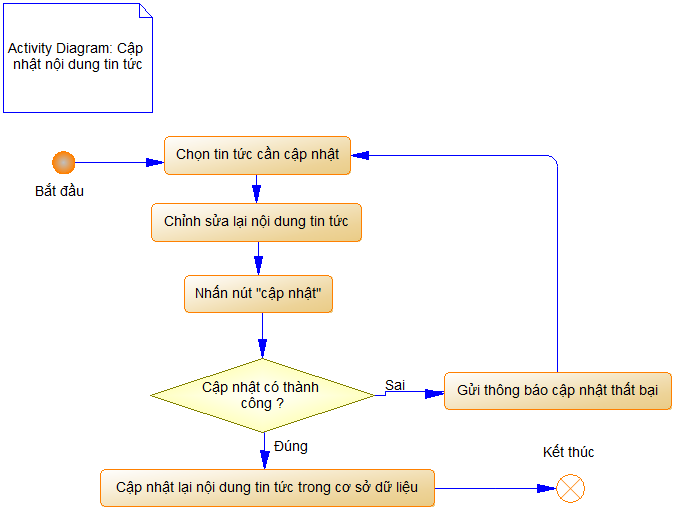 Activity Diagram: Cập
nhật nội dung tin tức
Chọn tin tức cần cập nhật
Bắt đầu
Chỉnh sửa lại nội dung tin tức
Nhấn nút "cập nhật"
Cập nhật có thành
công ?
Sai
Gửi thông báo cập nhật thất bại
Đúng
Kết thúc
Cập nhật lại nội dung tin tức trong cơ sở dữ liệu